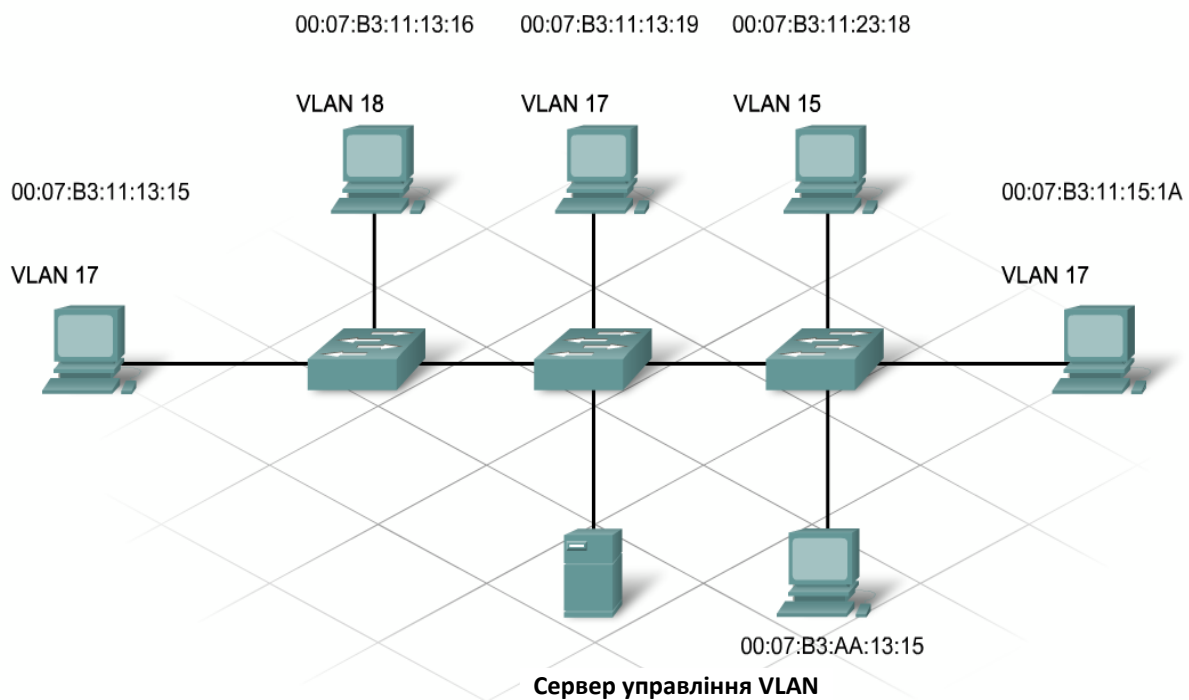 00:07:B3:11:13:16
00:07:B3:11:13:19
00:07:B3:11:23:18
VLAN 18
VLAN 17
VLAN 15
00:07:B3:11:13:15
00:07:B3:11:15:1A
VLAN 17
VLAN 17
00:07:B3:AA:13:15
Сервер управління VLAN